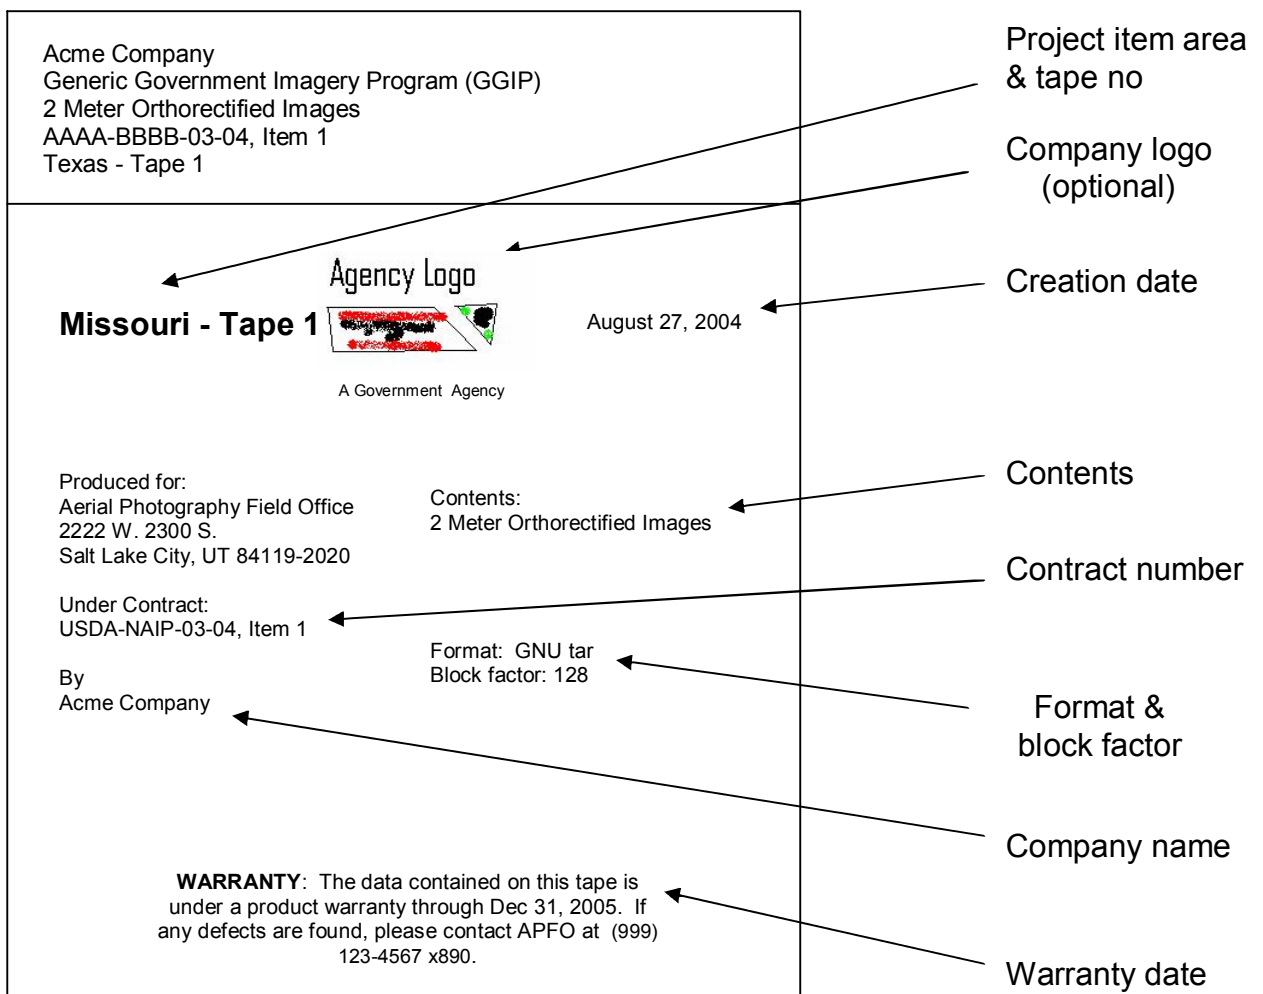 Acme Company
Generic Government Imagery Program (GGIP)
2 Meter Orthorectified Images
AAAA-BBBB-03-04, Item 1
Texas - Tape 1
Missouri - Tape 1
Agency Logo
A Government Agency
August 27, 2004
Produced for:
Aerial Photography Field Office
2222 W. 2300 S.
Salt Lake City, UT 84119-2020
Contents:
2 Meter Orthorectified Images
Under Contract:
USDA-NAIP-03-04, Item 1
Format: GNU tar
Block factor: 128
By
Acme Company
WARRANTY: The data contained on this tape is
under a product warranty through Dec 31, 2005. If
any defects are found, please contact APFO at (999)
123-4567 x890.
Project item area
& tape no
Company logo
(optional)
Creation date
Contents
Contract number
Format &
block factor
Company name
Warranty date